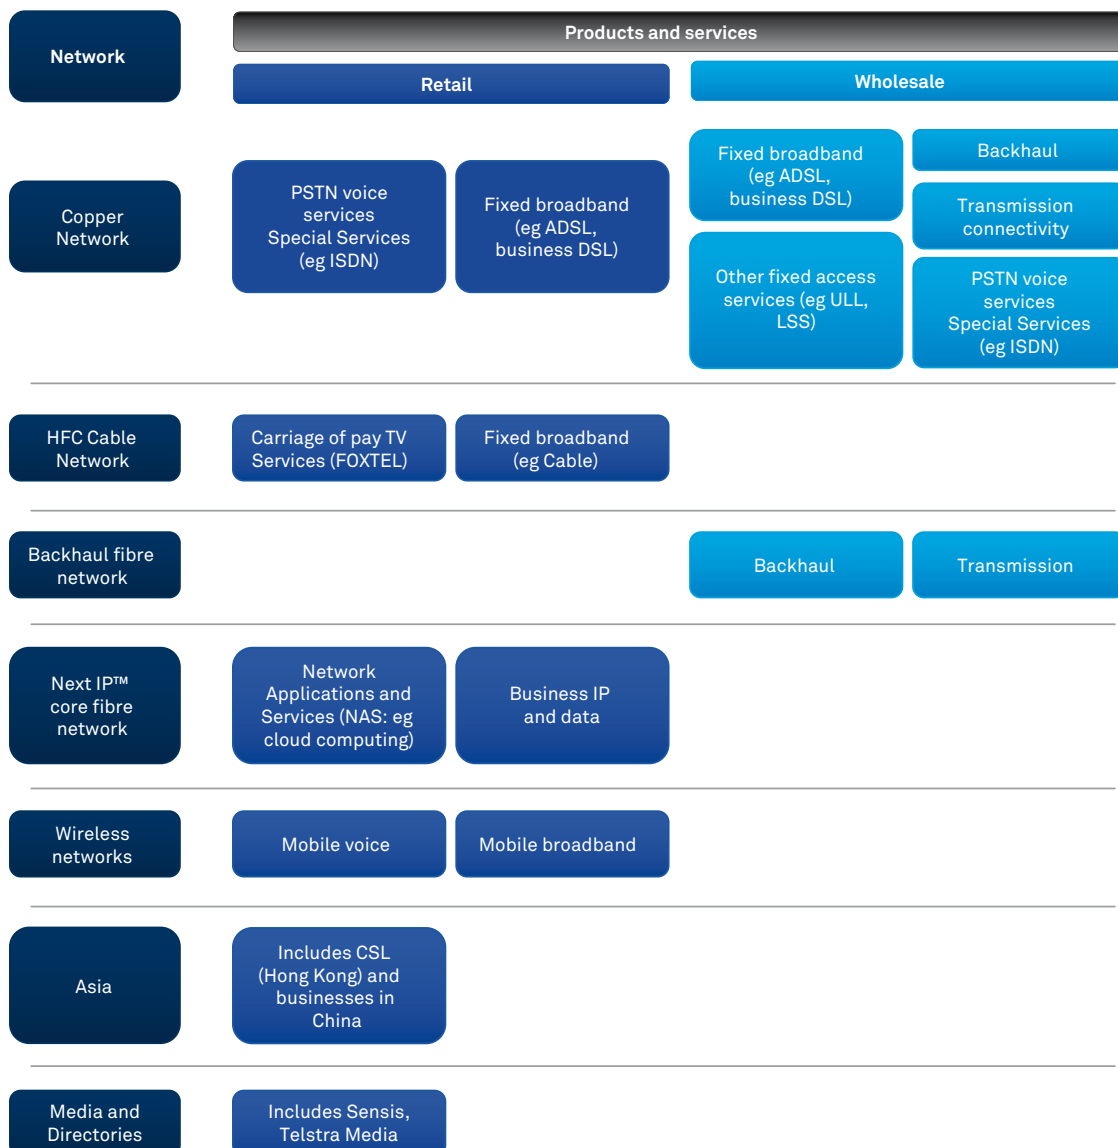 Network
Products and services
Retail
Wholesale
Copper
Network
PSTN voice
services
Special Services
(eg ISDN)
Fixed broadband
(eg ADSL,
business DSL)
Fixed broadband
(eg ADSL,
business DSL)
Backhaul
Transmission
connectivity
Other fixed access
services (eg ULL,
LSS)
PSTN voice
services
Special Services
(eg ISDN)
HFC Cable
Network
Carriage of pay TV
Services (FOXTEL)
Fixed broadband
(eg Cable)
Backhaul fibre
network
Backhaul
Transmission
Next IP™
core fibre
network
Network
Applications and
Services (NAS: eg
cloud computing)
Business IP
and data
Wireless
networks
Mobile voice
Mobile broadband
Asia
Includes CSL
(Hong Kong) and
businesses in
China
Media and
Directories
Includes Sensis,
Telstra Media